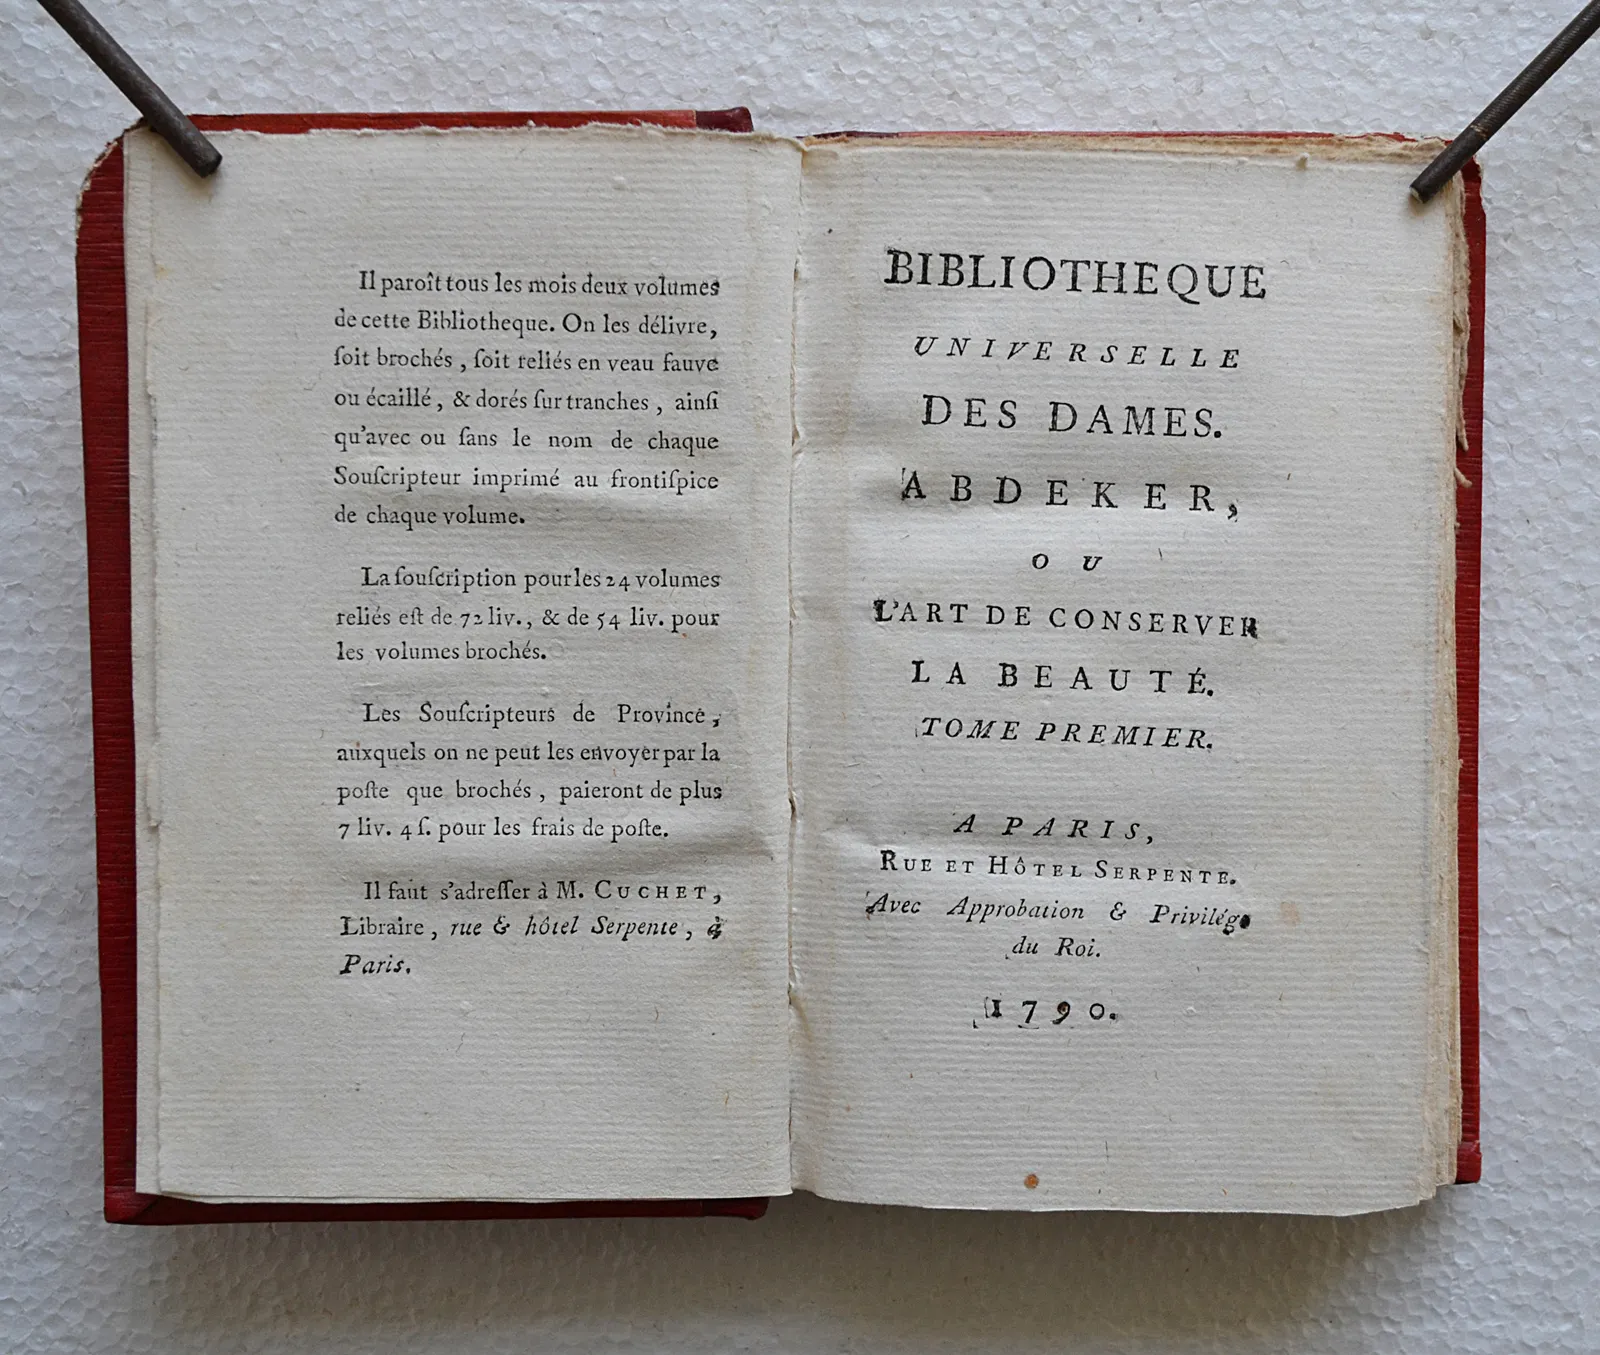 Il paroît tous les mois deux volumes
de cette Bibliotheque. On les délivre,
ſoit brochés, ſoit reliés en veau fauve
ou écaillé, & dorés ſur tranches, ainſi
qu'avec ou ſans le nom de chaque
Souſcripteur imprimé au frontiſpice
de chaque volume.
La ſouſcription pour les 24 volumes
reliés eſt de 72 liv., & de 54 liv. pour
les volumes brochés.
Les Souſcripteurs de Province,
auxquels on ne peut les envoyer par la
poſte que brochés, paieront de plus
7 liv. 4 ſ. pour les frais de poſte.
Il faut s'adreſſer à M. CUCHET,
Libraire, rue & hôtel Serpente, à
Paris.
BIBLIOTHEQUE
UNIVERSELLE
DES DAMES.
ABDEKER,
OU
L'ART DE CONSERVER
LA BEAUTÉ.
TOME PREMIER.
A PARIS,
RUE ET HÔTEL SERPENTE.
Avec Approbation & Privilége
du Roi.
1790.